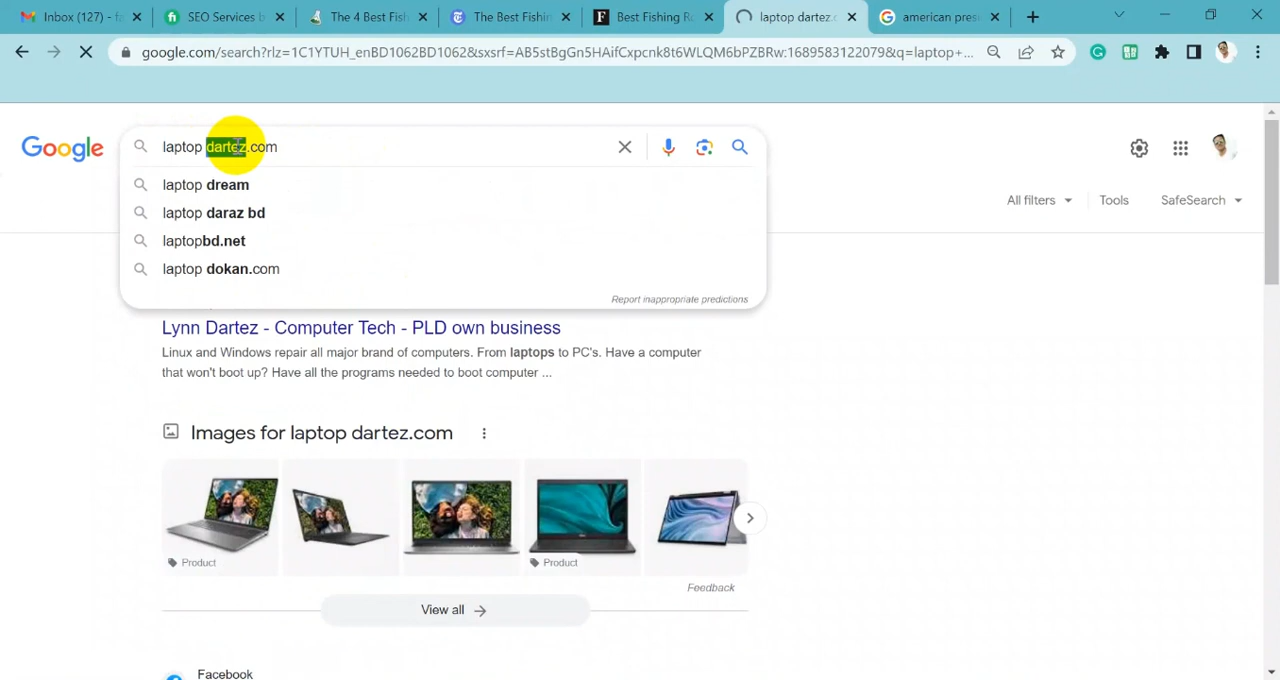 Inbox (127) - f
SEO Services b
The 4 Best Fish
The Best Fishin
Best Fishing Ro
laptop dartez.c
american pres
google.com/search?rlz=1C1YTUH_enBD1062BD1062&sxsrf=AB5stBgGn5HAifXpcnk8t6WLQM6bPZBRw:1689583122079&q=laptop+...
Google
laptop dartez.com
laptop dream
laptop daraz bd
laptopbd.net
laptop dokan.com
Report inappropriate predictions
All filters
Tools
SafeSearch
Lynn Dartez - Computer Tech - PLD own business
Linux and Windows repair all major brand of computers. From laptops to PC's. Have a computer
that won't boot up? Have all the programs needed to boot computer ...
Images for laptop dartez.com
Product
Product
Feedback
View all
Facebook